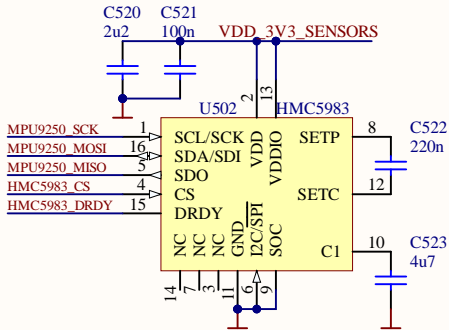 C520 C521
2u2 100n VDD_3V3_SENSORS
2 13
U502 HMC5983
MPU9250_SCK 1 SCL/SCK VDD VDDIO SETP 8 C522
MPU9250_MOSI 16 SDA/SDI 220n
MPU9250_MISO 5 SDO
HMC5983_CS 4 CS SETC 12
HMC5983_DRDY 15 DRDY
NC NC NC GND I2C/SPI SOC C1 10 C523
4u7
14 7 3 11 6 9